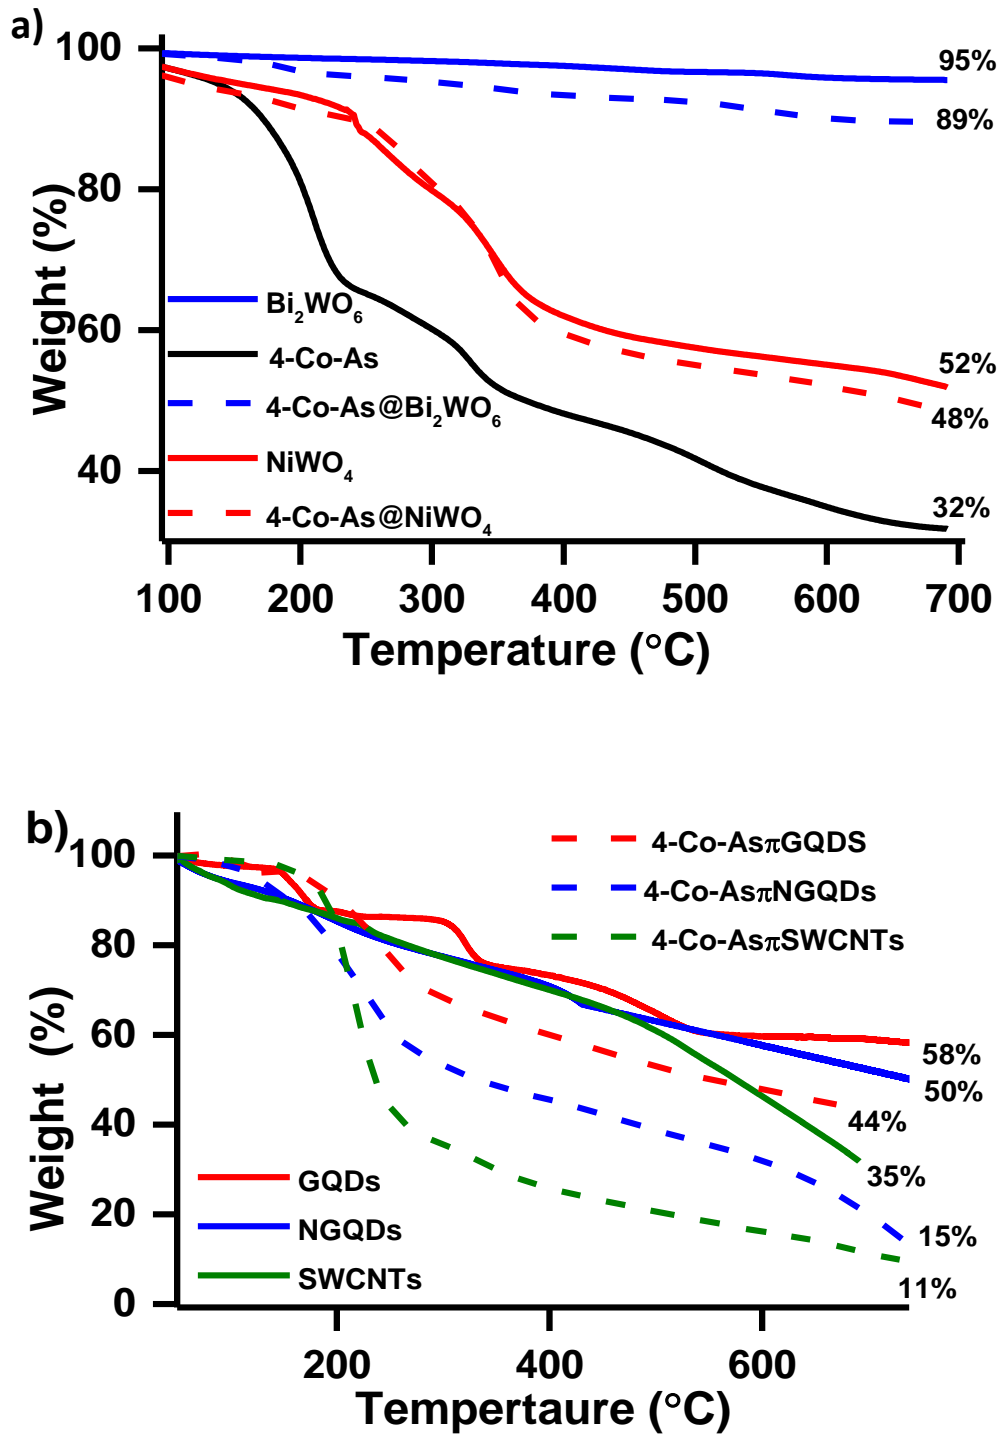 a)
100
80
60
40
Weight (%)
95%
89%
52%
48%
32%
Bi₂WO₆
4-Co-As
4-Co-As@Bi₂WO₆
NiWO₄
4-Co-As@NiWO₄
100 200 300 400 500 600 700
Temperature (°C)
b)
100
80
60
40
20
0
Weight (%)
4-Co-AsπGQDS
4-Co-AsπNGQDs
4-Co-AsπSWCNTs
58%
50%
44%
35%
15%
11%
GQDs
NGQDs
SWCNTs
200 400 600
Tempertaure (°C)